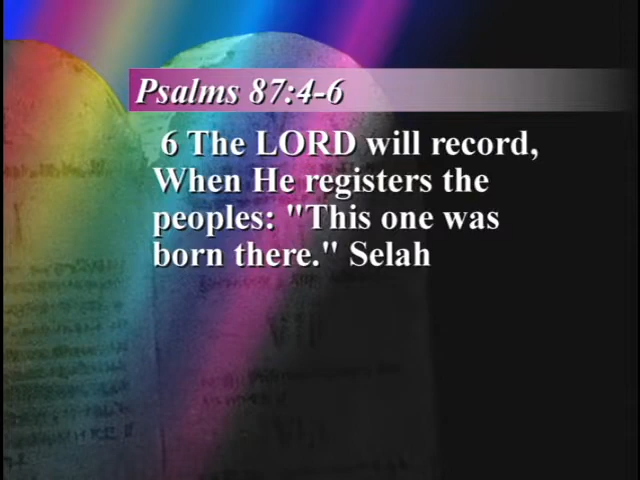 Psalms 87:4-6
6 The LORD will record,
When He registers the
peoples: "This one was
born there." Selah